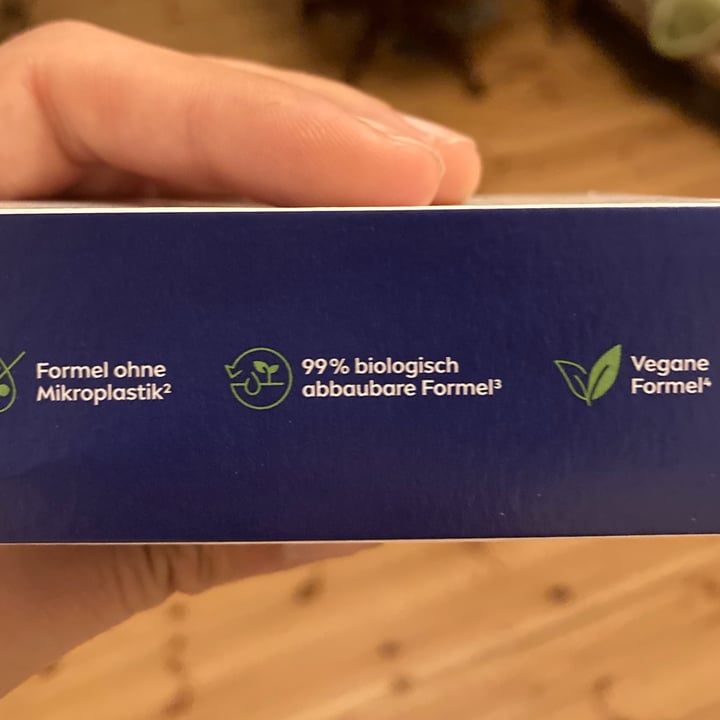 Formel ohne
Mikroplastik²
99% biologisch
abbaubare Formel³
Vegane
Formel⁴